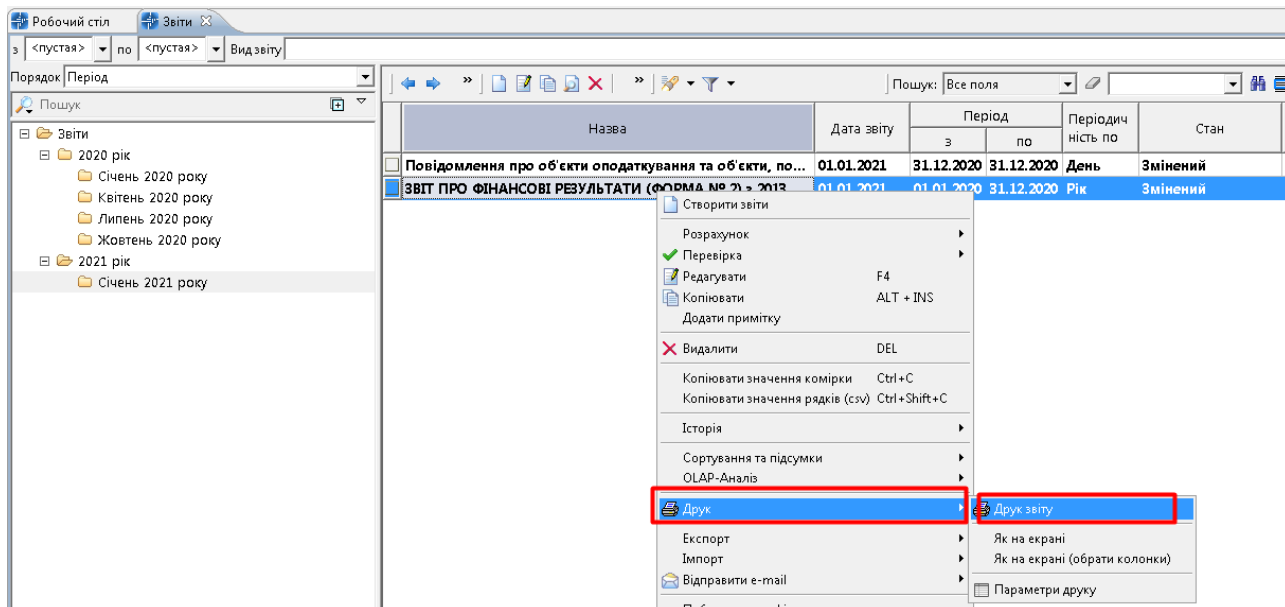 Робочий стіл Звіти
з <пустая> по <пустая> Вид звіту
Порядок Період
Пошук
Звіти
2020 рік
Січень 2020 року
Квітень 2020 року
Липень 2020 року
Жовтень 2020 року
2021 рік
Січень 2021 року
» » Пошук: Все поля
Назва Дата звіту Період Періодич
ність по Стан
з по
Повідомлення про об'єкти оподаткування та об'єкти, по... 01.01.2021 31.12.2020 31.12.2020 День Змінений
ЗВІТ ПРО ФІНАНСОВІ РЕЗУЛЬТАТИ (ФОРМА № 2) з 2013 01.01.2021 01.01.2020 31.12.2020 Рік Змінений
Створити звіти
Розрахунок
Перевірка
Редагувати F4
Копіювати ALT + INS
Додати примітку
Видалити DEL
Копіювати значення комірки Ctrl+C
Копіювати значення рядків (csv) Ctrl+Shift+C
Історія
Сортування та підсумки
OLAP-Аналіз
Друк
Експорт
Імпорт
Відправити e-mail
Друк звіту
Як на екрані
Як на екрані (обрати колонки)
Параметри друку